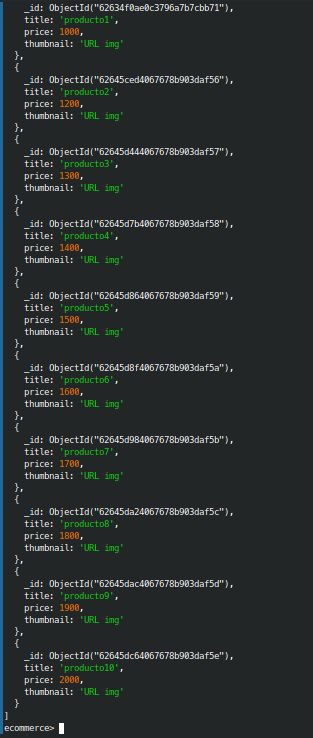 _id: ObjectId("62634f0ae0c3796a7b7cbb71"),
title: 'producto1',
price: 1000,
thumbnail: 'URL img'
},
{
_id: ObjectId("62645ced4067678b903daf56"),
title: 'producto2',
price: 1200,
thumbnail: 'URL img'
},
{
_id: ObjectId("62645d444067678b903daf57"),
title: 'producto3',
price: 1300,
thumbnail: 'URL img'
},
{
_id: ObjectId("62645d7b4067678b903daf58"),
title: 'producto4',
price: 1400,
thumbnail: 'URL img'
},
{
_id: ObjectId("62645d864067678b903daf59"),
title: 'producto5',
price: 1500,
thumbnail: 'URL img'
},
{
_id: ObjectId("62645d8f4067678b903daf5a"),
title: 'producto6',
price: 1600,
thumbnail: 'URL img'
},
{
_id: ObjectId("62645d984067678b903daf5b"),
title: 'producto7',
price: 1700,
thumbnail: 'URL img'
},
{
_id: ObjectId("62645da24067678b903daf5c"),
title: 'producto8',
price: 1800,
thumbnail: 'URL img'
},
{
_id: ObjectId("62645dac4067678b903daf5d"),
title: 'producto9',
price: 1900,
thumbnail: 'URL img'
},
{
_id: ObjectId("62645dc64067678b903daf5e"),
title: 'producto10',
price: 2000,
thumbnail: 'URL img'
}
]
ecommerce>